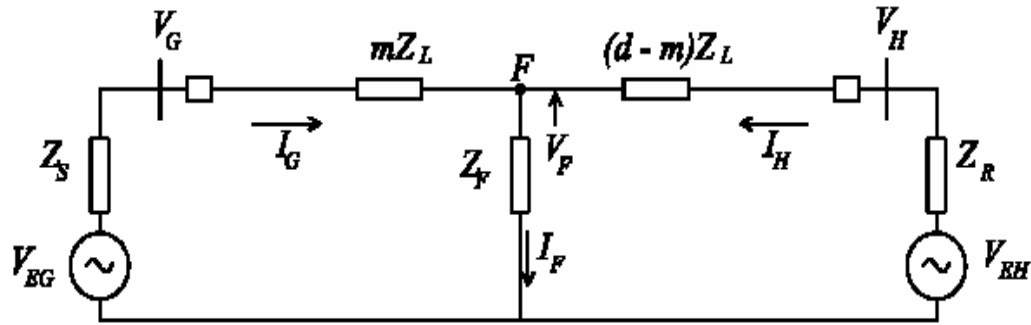 V_G
mZ_L
(d - m)Z_L
V_H
F
I_G
V_F
I_H
Z_S
Z_F
Z_R
I_F
V_EG
V_EH